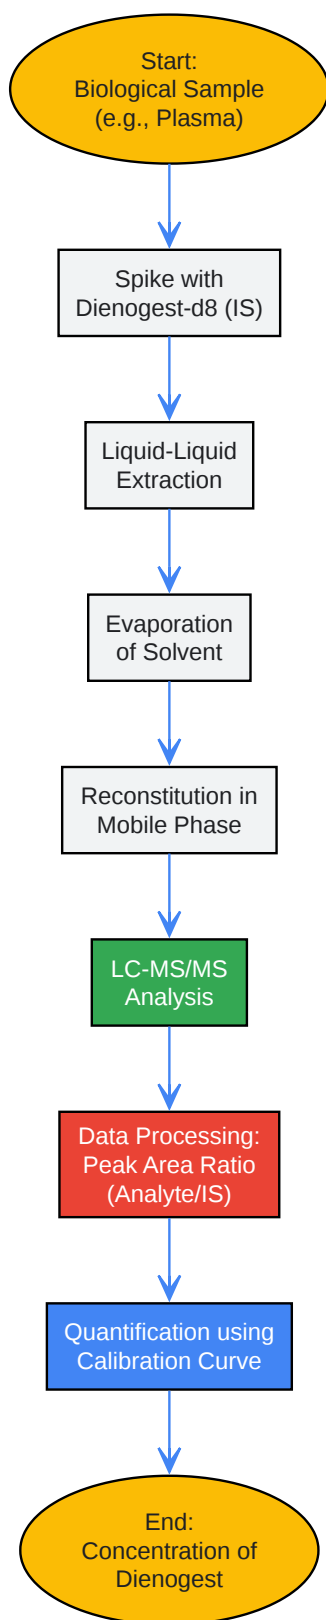 Start:
Biological Sample
(e.g., Plasma)
Spike with
Dienogest-d8 (IS)
Liquid-Liquid
Extraction
Evaporation
of Solvent
Reconstitution in
Mobile Phase
LC-MS/MS
Analysis
Data Processing:
Peak Area Ratio
(Analyte/IS)
Quantification using
Calibration Curve
End:
Concentration of
Dienogest